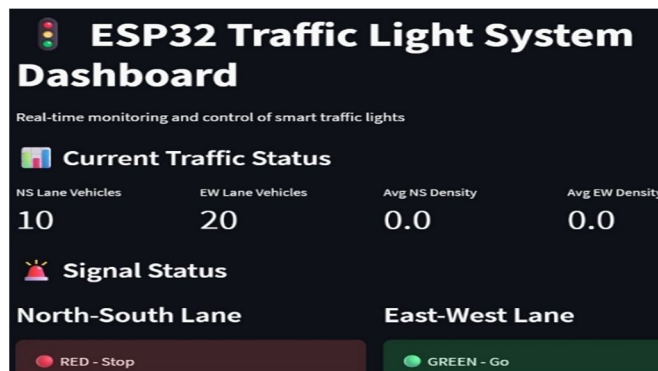 ESP32 Traffic Light System
Dashboard
Real-time monitoring and control of smart traffic lights
Current Traffic Status
NS Lane Vehicles EW Lane Vehicles Avg NS Density Avg EW Density
10 20 0.0 0.0
Signal Status
North-South Lane East-West Lane
RED - Stop GREEN - Go